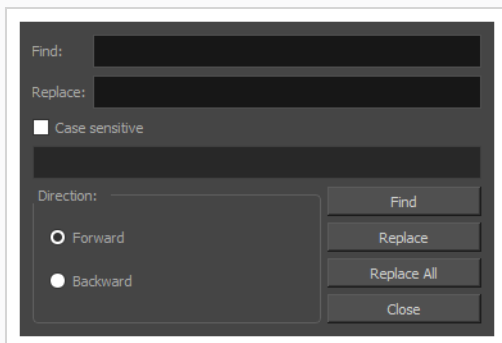 Find:
Replace:
Case sensitive
Direction:
Forward
Backward
Find
Replace
Replace All
Close